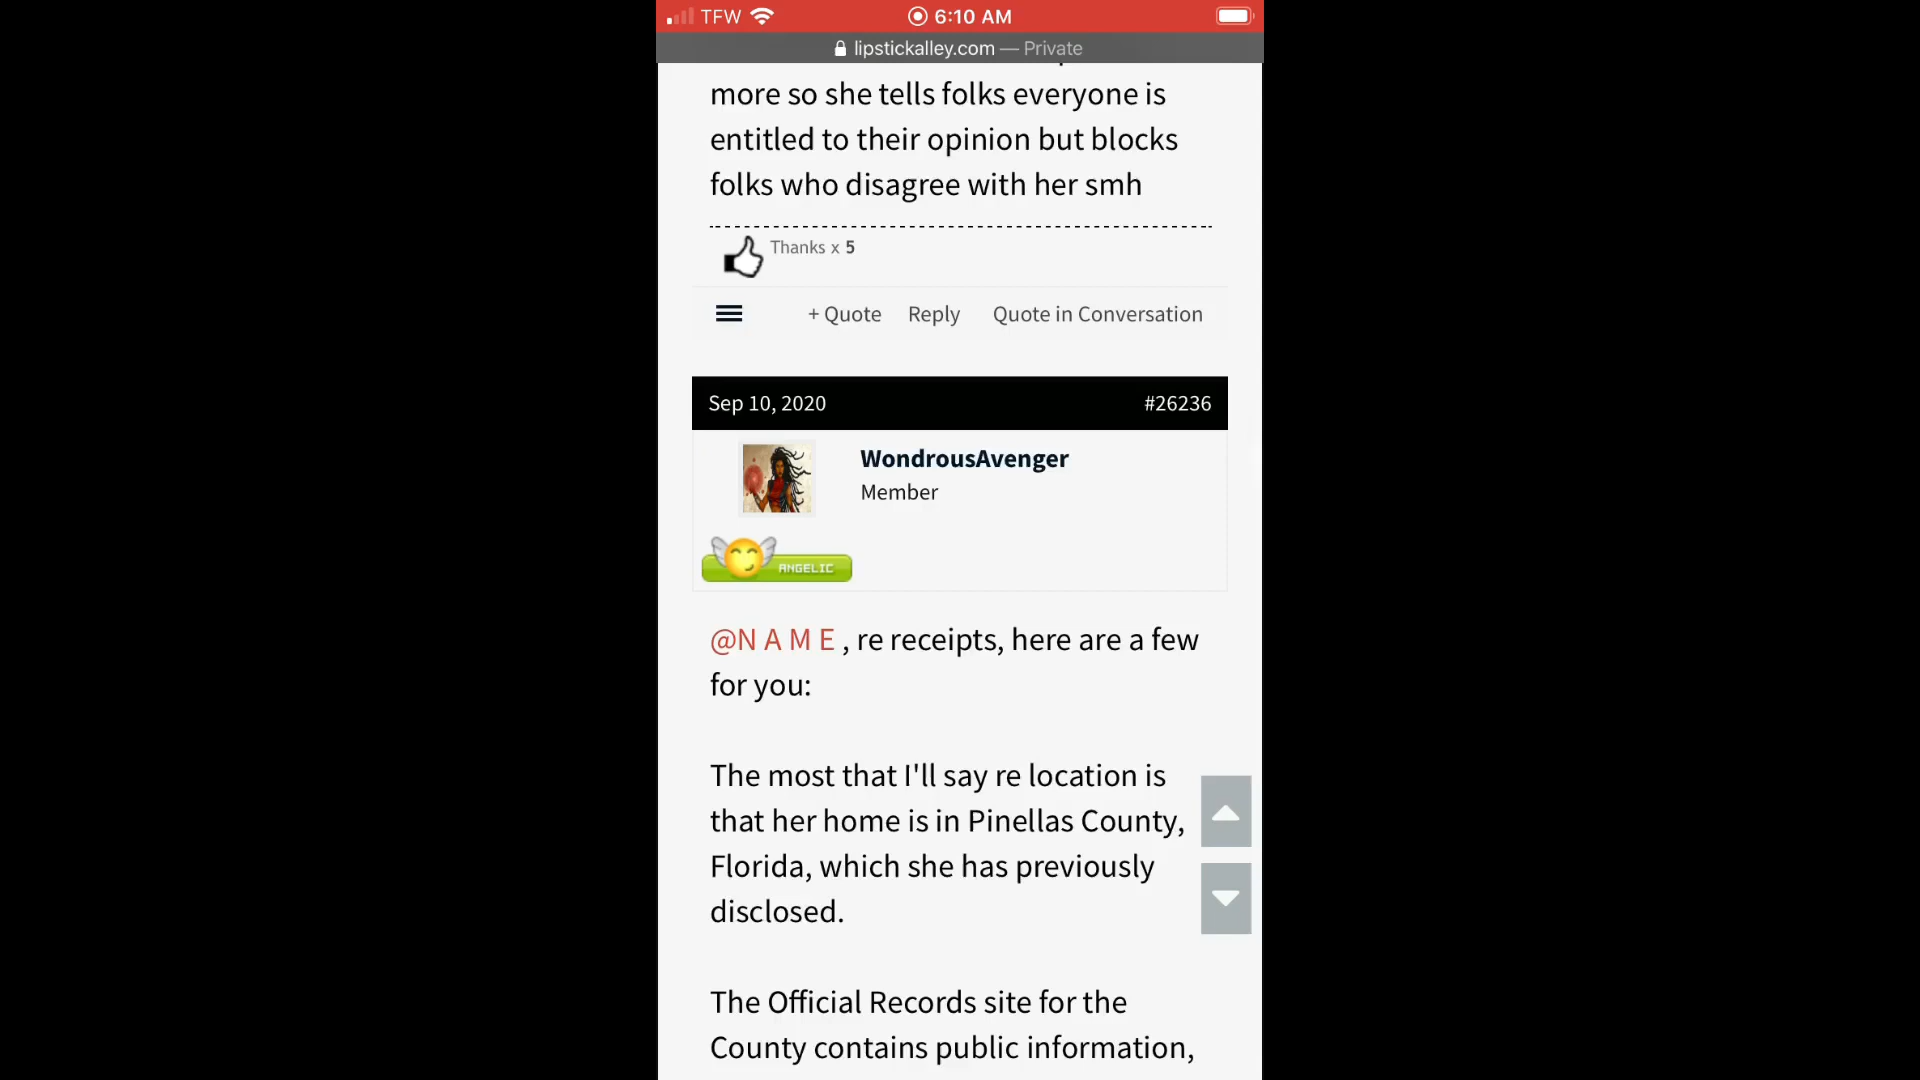 TFW 6:10 AM
lipstickalley.com — Private
more so she tells folks everyone is
entitled to their opinion but blocks
folks who disagree with her smh
Thanks x 5
+ Quote Reply Quote in Conversation
Sep 10, 2020 #26236
WondrousAvenger
Member
ANGELIC
@N A M E , re receipts, here are a few
for you:
The most that I'll say re location is
that her home is in Pinellas County,
Florida, which she has previously
disclosed.
The Official Records site for the
County contains public information,